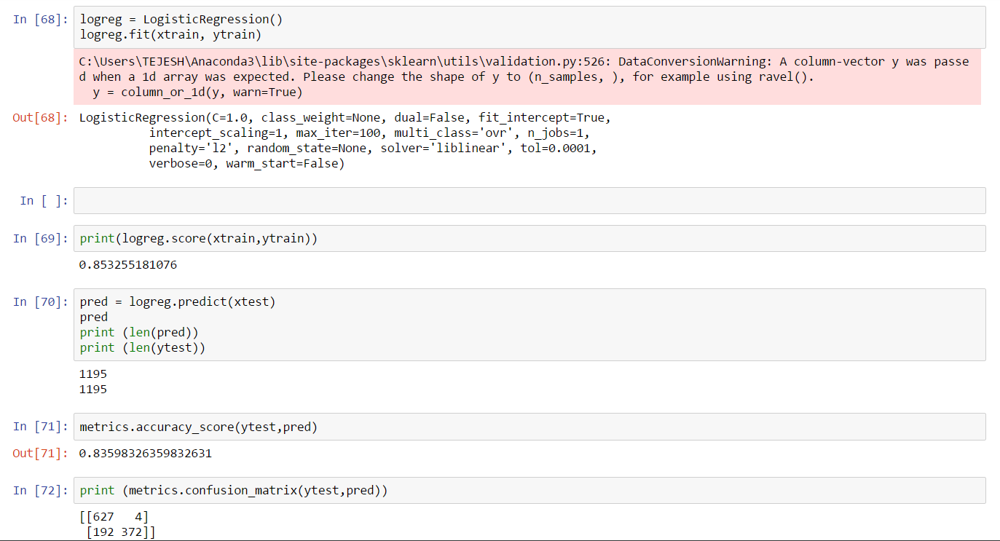 In [68]: logreg = LogisticRegression()
logreg.fit(xtrain, ytrain)
C:\Users\TEJESH\Anaconda3\lib\site-packages\sklearn\utils\validation.py:526: DataConversionWarning: A column-vector y was passe
d when a 1d array was expected. Please change the shape of y to (n_samples, ), for example using ravel().
  y = column_or_1d(y, warn=True)
Out[68]: LogisticRegression(C=1.0, class_weight=None, dual=False, fit_intercept=True,
          intercept_scaling=1, max_iter=100, multi_class='ovr', n_jobs=1,
          penalty='l2', random_state=None, solver='liblinear', tol=0.0001,
          verbose=0, warm_start=False)
In [ ]:
In [69]: print(logreg.score(xtrain,ytrain))
0.853255181076
In [70]: pred = logreg.predict(xtest)
pred
print (len(pred))
print (len(ytest))
1195
1195
In [71]: metrics.accuracy_score(ytest,pred)
Out[71]: 0.83598326359832631
In [72]: print (metrics.confusion_matrix(ytest,pred))
[[627   4]
 [192 372]]